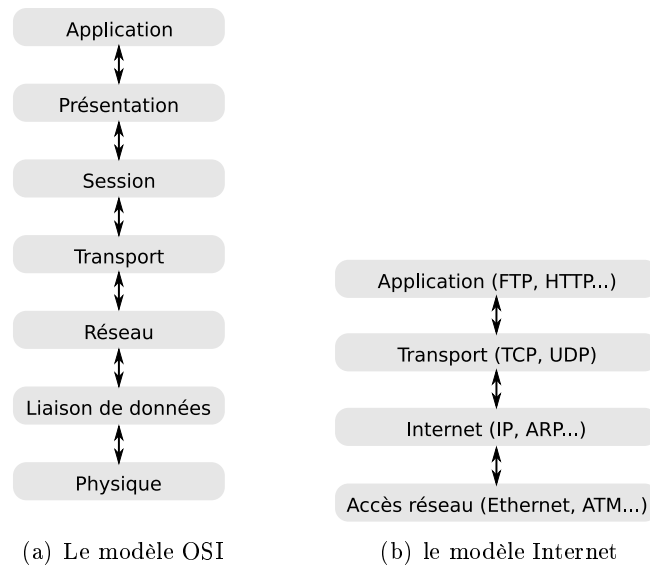 Application
Présentation
Session
Transport
Réseau
Liaison de données
Physique
(a) Le modèle OSI
Application (FTP, HTTP...)
Transport (TCP, UDP)
Internet (IP, ARP...)
Accès réseau (Ethernet, ATM...)
(b) le modèle Internet